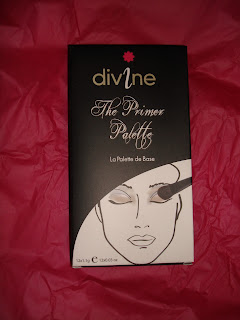 divine
The Primer
Palette
La Palette de Base